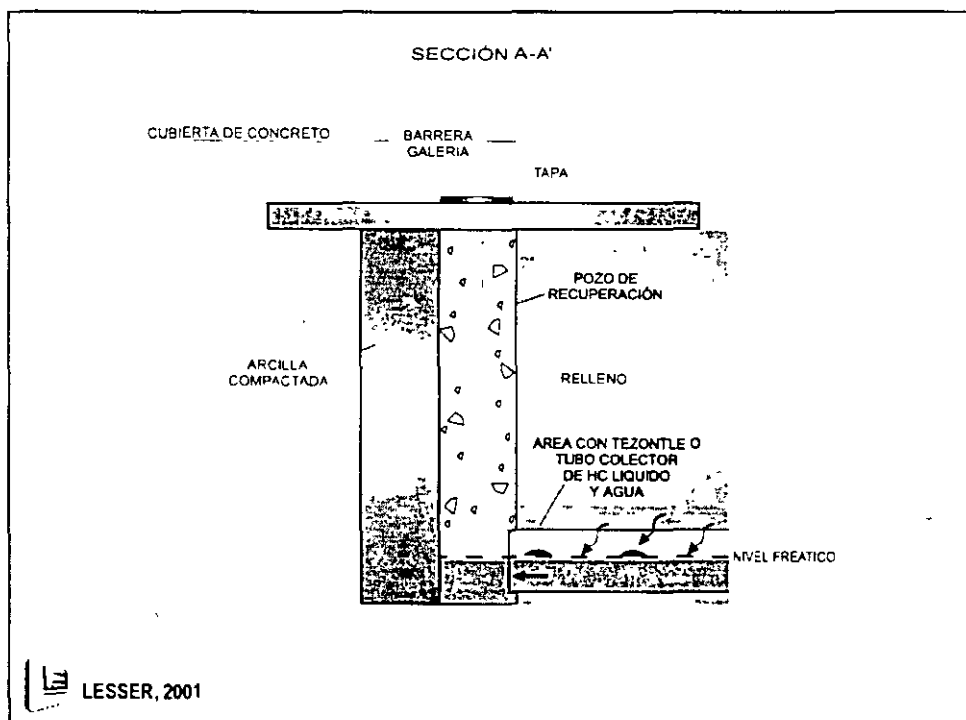 SECCIÓN A-A'
CUBIERTA DE CONCRETO
BARRERA
GALERIA
TAPA
POZO DE
RECUPERACIÓN
ARCILLA
COMPACTADA
RELLENO
AREA CON TEZONTLE O
TUBO COLECTOR
DE HC LIQUIDO
Y AGUA
NIVEL FREATICO
LESSER, 2001